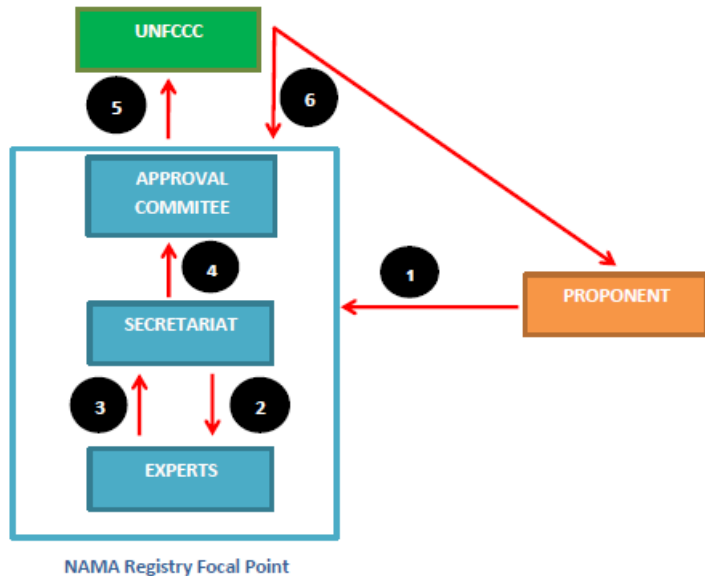 UNFCCC
5
6
APPROVAL
COMMITEE
4
1
SECRETARIAT
PROPONENT
3
2
EXPERTS
NAMA Registry Focal Point